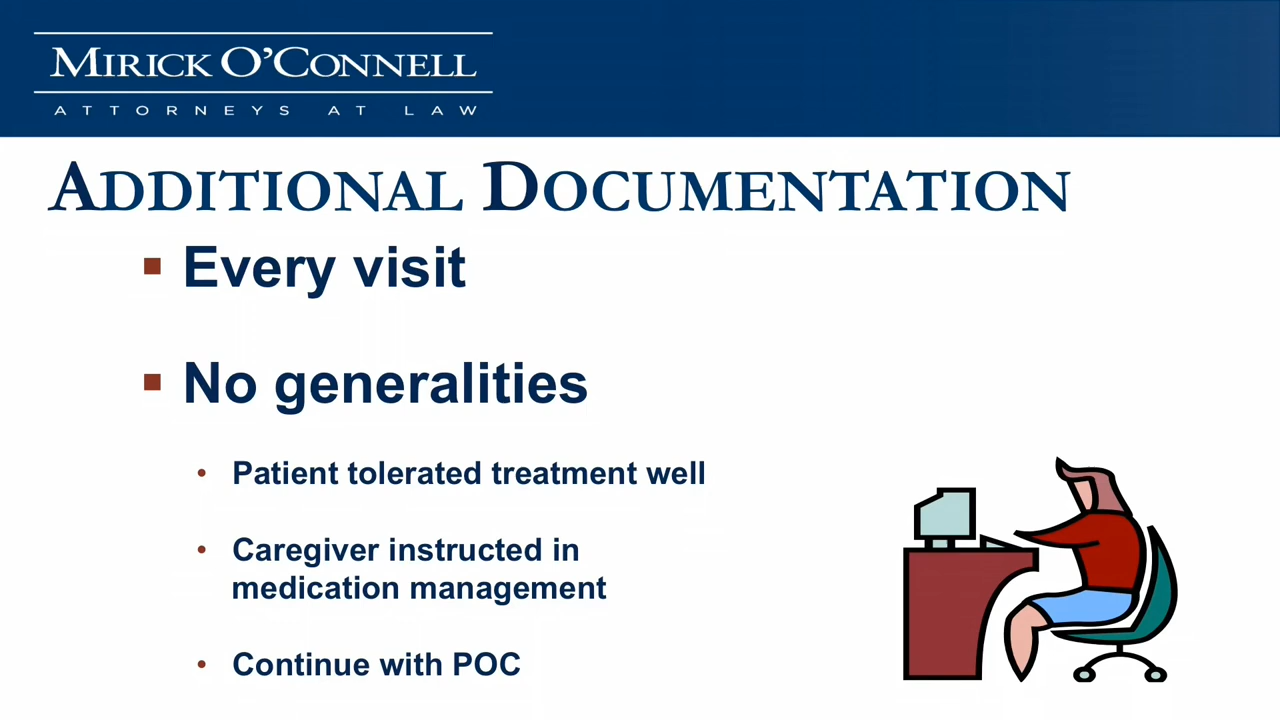 MIRICK O'CONNELL
ATTORNEYS AT LAW
ADDITIONAL DOCUMENTATION
▪ Every visit
▪ No generalities
• Patient tolerated treatment well
• Caregiver instructed in
medication management
• Continue with POC